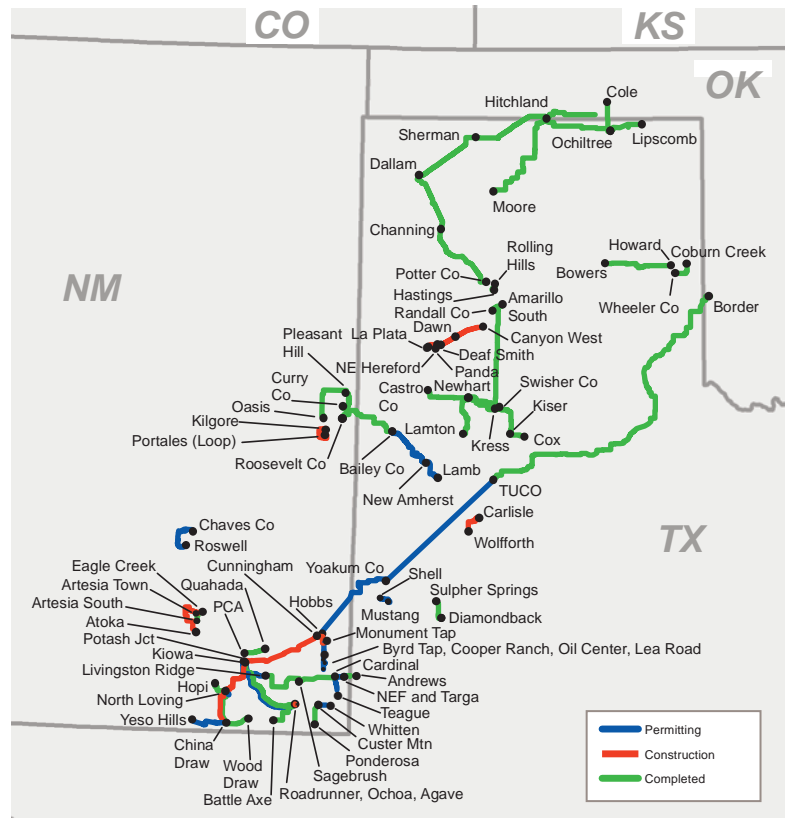 CO
KS
OK
Cole
Hitchland
Sherman
Ochiltree
Lipscomb
Dallam
Moore
Channing
Rolling
Hills
Howard
Coburn Creek
Potter Co
Bowers
NM
Hastings
Wheeler Co
Border
Randall Co
Amarillo
South
Pleasant
Hill
La Plata
Dawn
Canyon West
Deaf Smith
NE Hereford
Panda
Curry
Co
Castro
Co
Newhart
Swisher Co
Oasis
Kiser
Kilgore
Lamton
Portales (Loop)
Kress
Cox
Roosevelt Co
Bailey Co
Lamb
New Amherst
TUCO
Carlisle
Chaves Co
TX
Roswell
Wolfforth
Eagle Creek
Cunningham
Yoakum Co
Shell
Artesia Town
Quahada
Sulpher Springs
Artesia South
PCA
Hobbs
Mustang
Atoka
Diamondback
Potash Jct
Monument Tap
Kiowa
Byrd Tap, Cooper Ranch, Oil Center, Lea Road
Livingston Ridge
Cardinal
Hopi
Andrews
North Loving
NEF and Targa
Teague
Yeso Hills
Whitten
China
Draw
Custer Mtn
Wood
Draw
Ponderosa
Sagebrush
Battle Axe
Roadrunner, Ochoa, Agave
Permitting
Construction
Completed